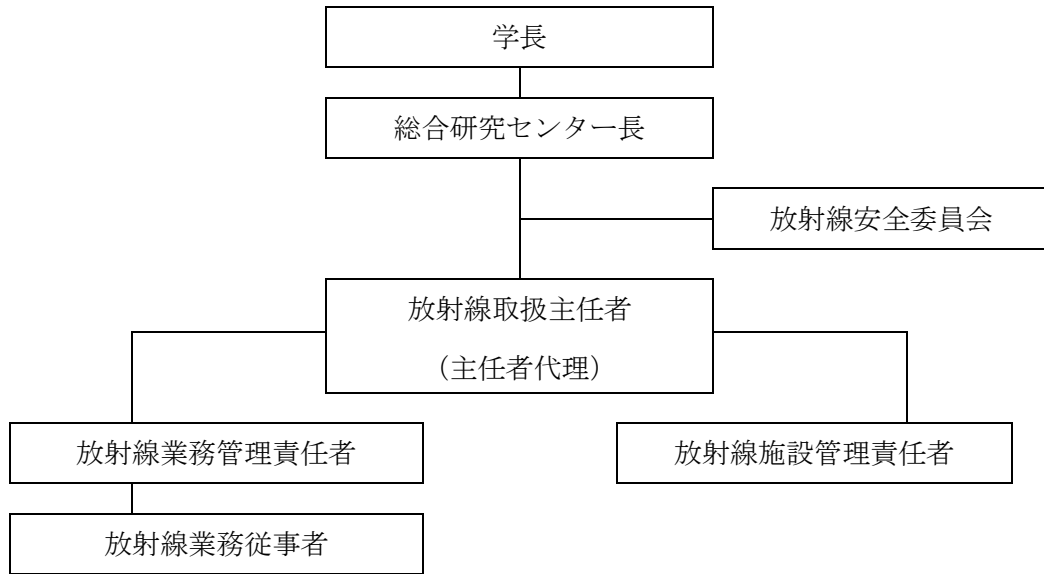 学長
総合研究センター長
放射線安全委員会
放射線取扱主任者
（主任者代理）
放射線業務管理責任者
放射線施設管理責任者
放射線業務従事者